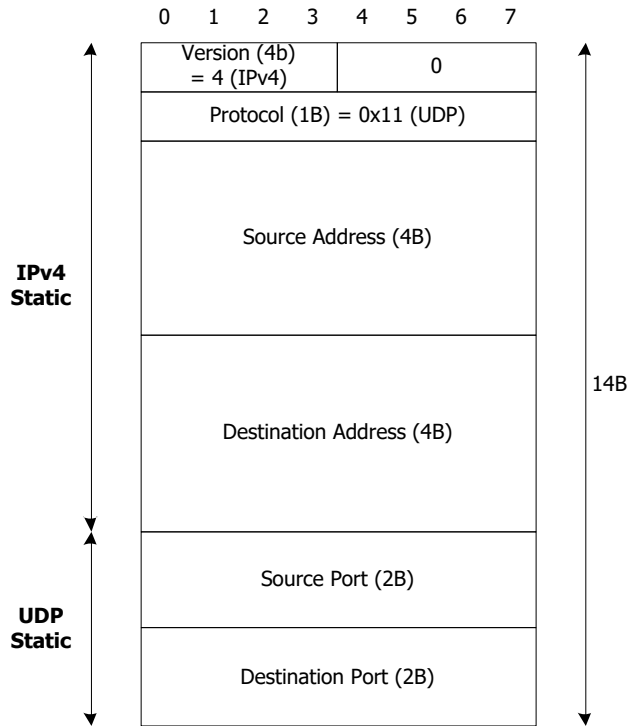 0 1 2 3 4 5 6 7
Version (4b)
= 4 (IPv4)
0
Protocol (1B) = 0x11 (UDP)
Source Address (4B)
IPv4
Static
14B
Destination Address (4B)
Source Port (2B)
UDP
Static
Destination Port (2B)